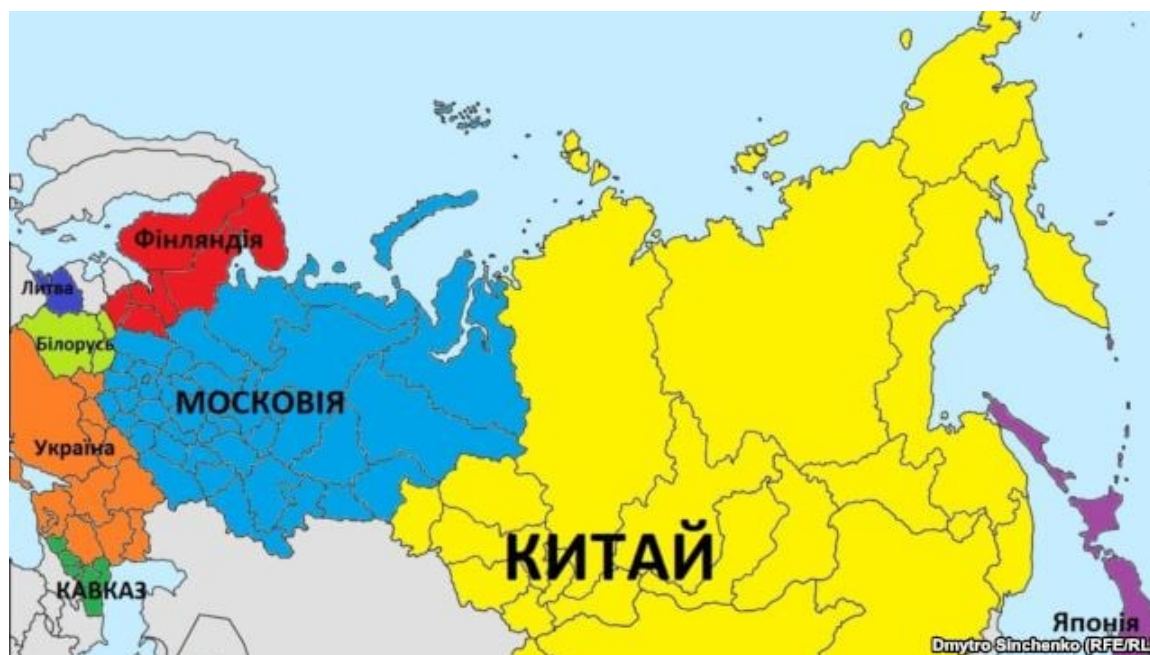 Фінляндія
Литва
Білорусь
МОСКОВІЯ
Україна
КИТАЙ
КАВКАЗ
Японія
Dmytro Sinchenko (RFE/RL